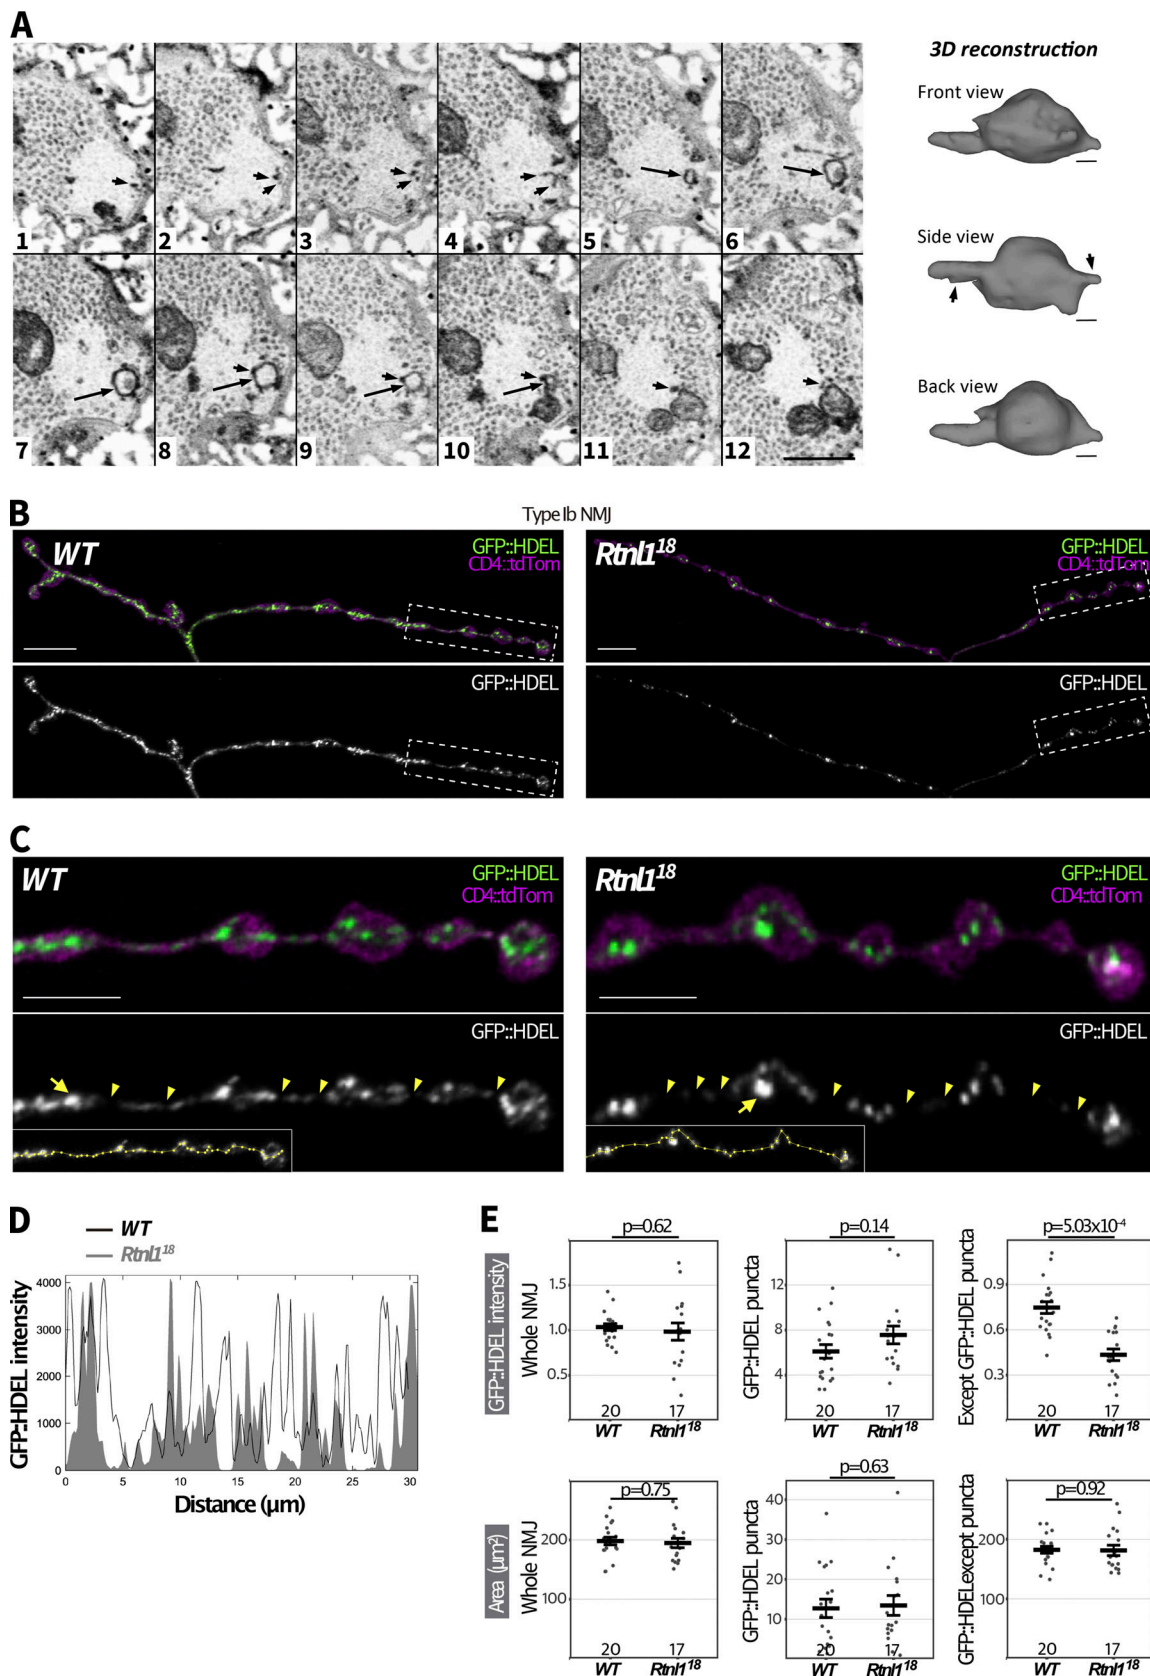 A
1 2 3 4 5 6
7 8 9 10 11 12
3D reconstruction
Front view
Side view
Back view
B
Type Ib NMJ
WT
GFP::HDEL
CD4::tdTom
GFP::HDEL
Rtnl1¹⁸
GFP::HDEL
CD4::tdTom
GFP::HDEL
C
WT
GFP::HDEL
CD4::tdTom
GFP::HDEL
Rtnl1¹⁸
GFP::HDEL
CD4::tdTom
GFP::HDEL
D
WT
Rtnl1¹⁸
GFP::HDEL intensity
4000
3000
2000
1000
0
0 5 10 15 20 25 30
Distance (µm)
E
GFP::HDEL intensity
Whole NMJ
p=0.62
1.5
1.0
0.5
20 17
WT Rtnl1¹⁸
GFP::HDEL puncta
p=0.14
12
8
4
20 17
WT Rtnl1¹⁸
Except GFP::HDEL puncta
p=5.03x10⁻⁴
0.9
0.6
0.3
20 17
WT Rtnl1¹⁸
Area (µm²)
Whole NMJ
p=0.75
200
100
20 17
WT Rtnl1¹⁸
GFP::HDEL puncta
p=0.63
40
30
20
10
20 17
WT Rtnl1¹⁸
GFP::HDELexcept puncta
p=0.92
200
100
20 17
WT Rtnl1¹⁸